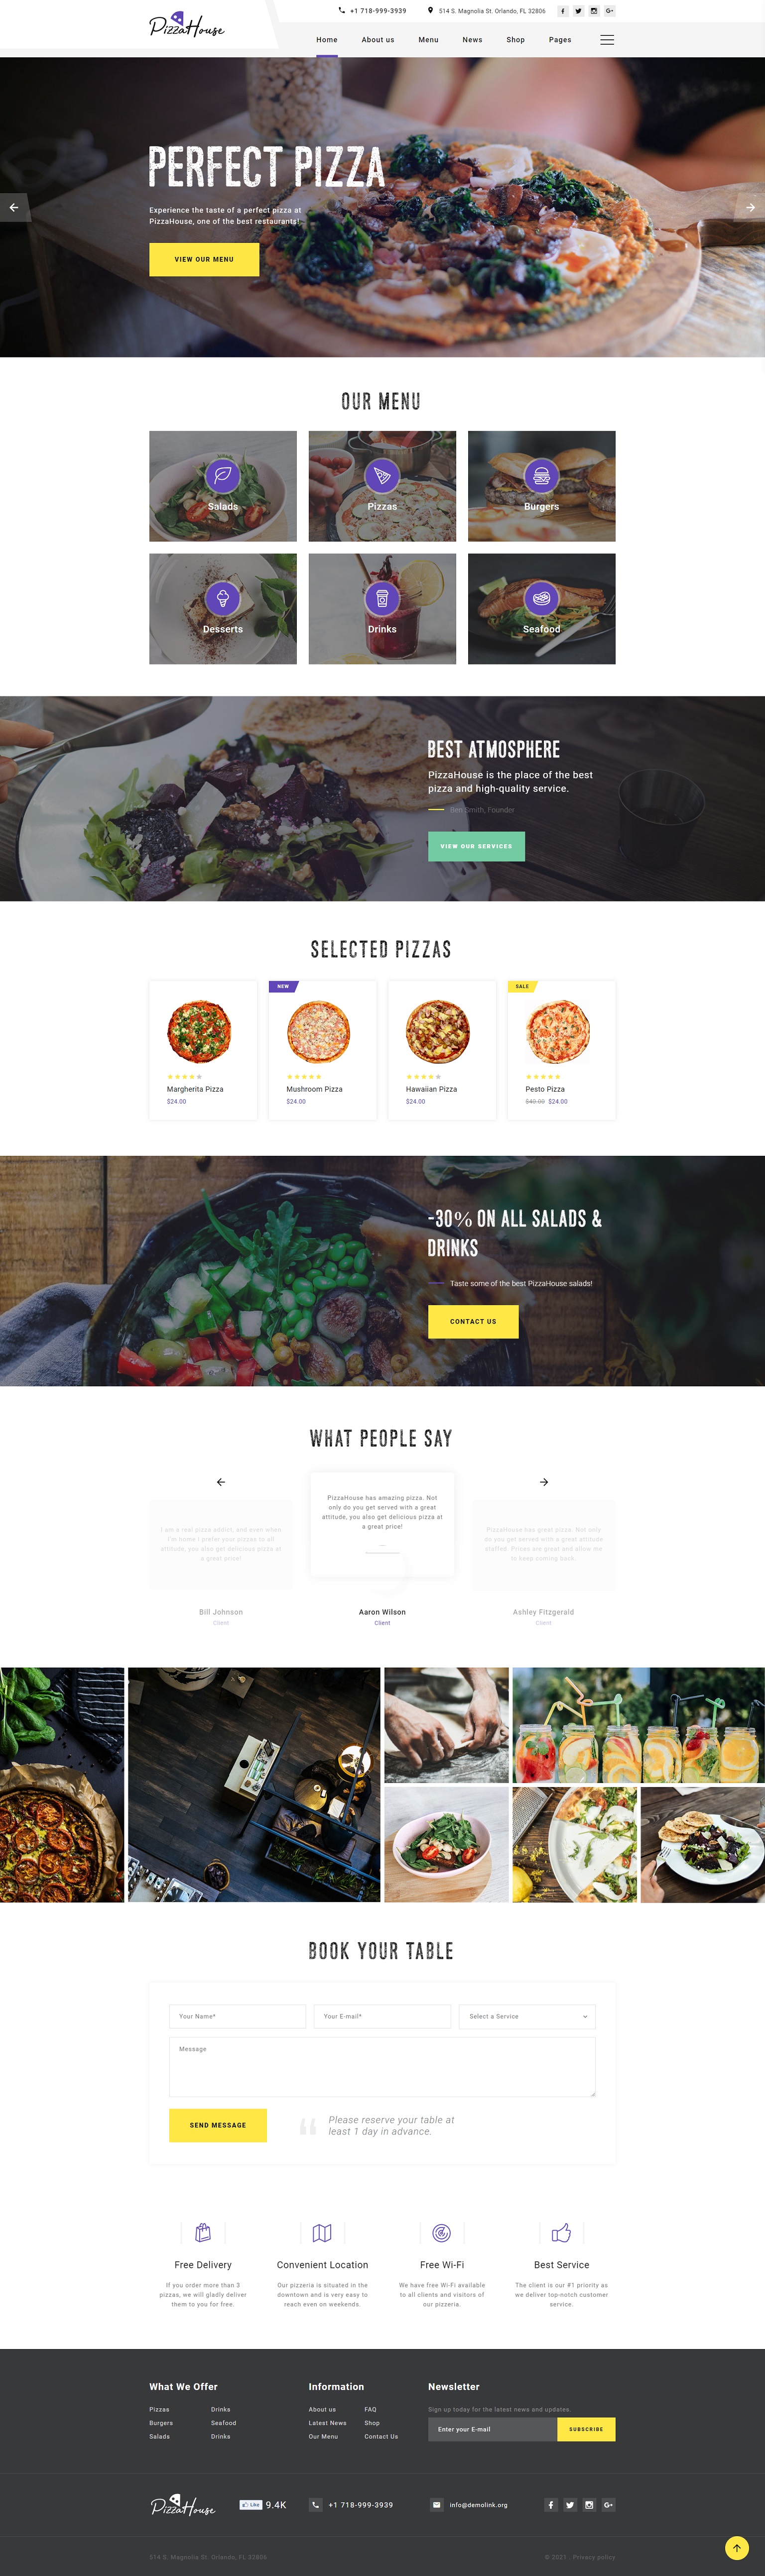 PizzaHouse
+1 718-999-3939
514 S. Magnolia St. Orlando, FL 32806
Home About us Menu News Shop Pages
PERFECT PIZZA
Experience the taste of a perfect pizza at
PizzaHouse, one of the best restaurants!
VIEW OUR MENU
OUR MENU
Salads
Pizzas
Burgers
Desserts
Drinks
Seafood
BEST ATMOSPHERE
PizzaHouse is the place of the best
pizza and high-quality service.
Ben Smith, Founder
VIEW OUR SERVICES
SELECTED PIZZAS
Margherita Pizza
$24.00
NEW
Mushroom Pizza
$24.00
Hawaiian Pizza
$24.00
SALE
Pesto Pizza
$40.00 $24.00
-30% ON ALL SALADS &
DRINKS
Taste some of the best PizzaHouse salads!
CONTACT US
WHAT PEOPLE SAY
I am a real pizza addict, and even when
I'm home I prefer your pizzas to all
attitude, you also get delicious pizza at
a great price!
Bill Johnson
Client
PizzaHouse has amazing pizza. Not
only do you get served with a great
attitude, you also get delicious pizza at
a great price!
Aaron Wilson
Client
PizzaHouse has great pizza. Not only
do you get served with a great attitude
staffed. Prices are great and allow me
to keep coming back.
Ashley Fitzgerald
Client
BOOK YOUR TABLE
Your Name*
Your E-mail*
Select a Service
Message
SEND MESSAGE
Please reserve your table at
least 1 day in advance.
Free Delivery
If you order more than 3
pizzas, we will gladly deliver
them to you for free.
Convenient Location
Our pizzeria is situated in the
downtown and is very easy to
reach even on weekends.
Free Wi-Fi
We have free Wi-Fi available
to all clients and visitors of
our pizzeria.
Best Service
The client is our #1 priority as
we deliver top-notch customer
service.
What We Offer
Pizzas Drinks
Burgers Seafood
Salads Drinks
Information
About us FAQ
Latest News Shop
Our Menu Contact Us
Newsletter
Sign up today for the latest news and updates.
Enter your E-mail
SUBSCRIBE
PizzaHouse
Like 9.4K
+1 718-999-3939
info@demolink.org
514 S. Magnolia St. Orlando, FL 32806
© 2021 . Privacy policy